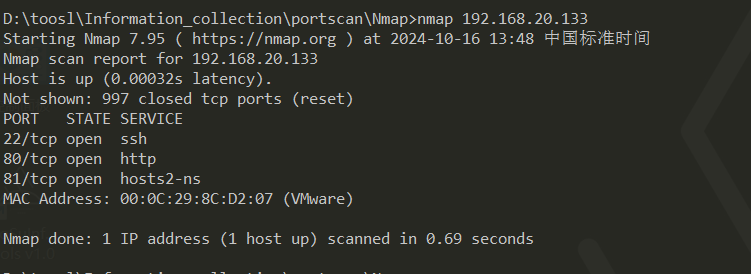 D:\toosl\Information_collection\portscan\Nmap>nmap 192.168.20.133
Starting Nmap 7.95 ( https://nmap.org ) at 2024-10-16 13:48 中国标准时间
Nmap scan report for 192.168.20.133
Host is up (0.00032s latency).
Not shown: 997 closed tcp ports (reset)
PORT   STATE SERVICE
22/tcp open  ssh
80/tcp open  http
81/tcp open  hosts2-ns
MAC Address: 00:0C:29:8C:D2:07 (VMware)
Nmap done: 1 IP address (1 host up) scanned in 0.69 seconds